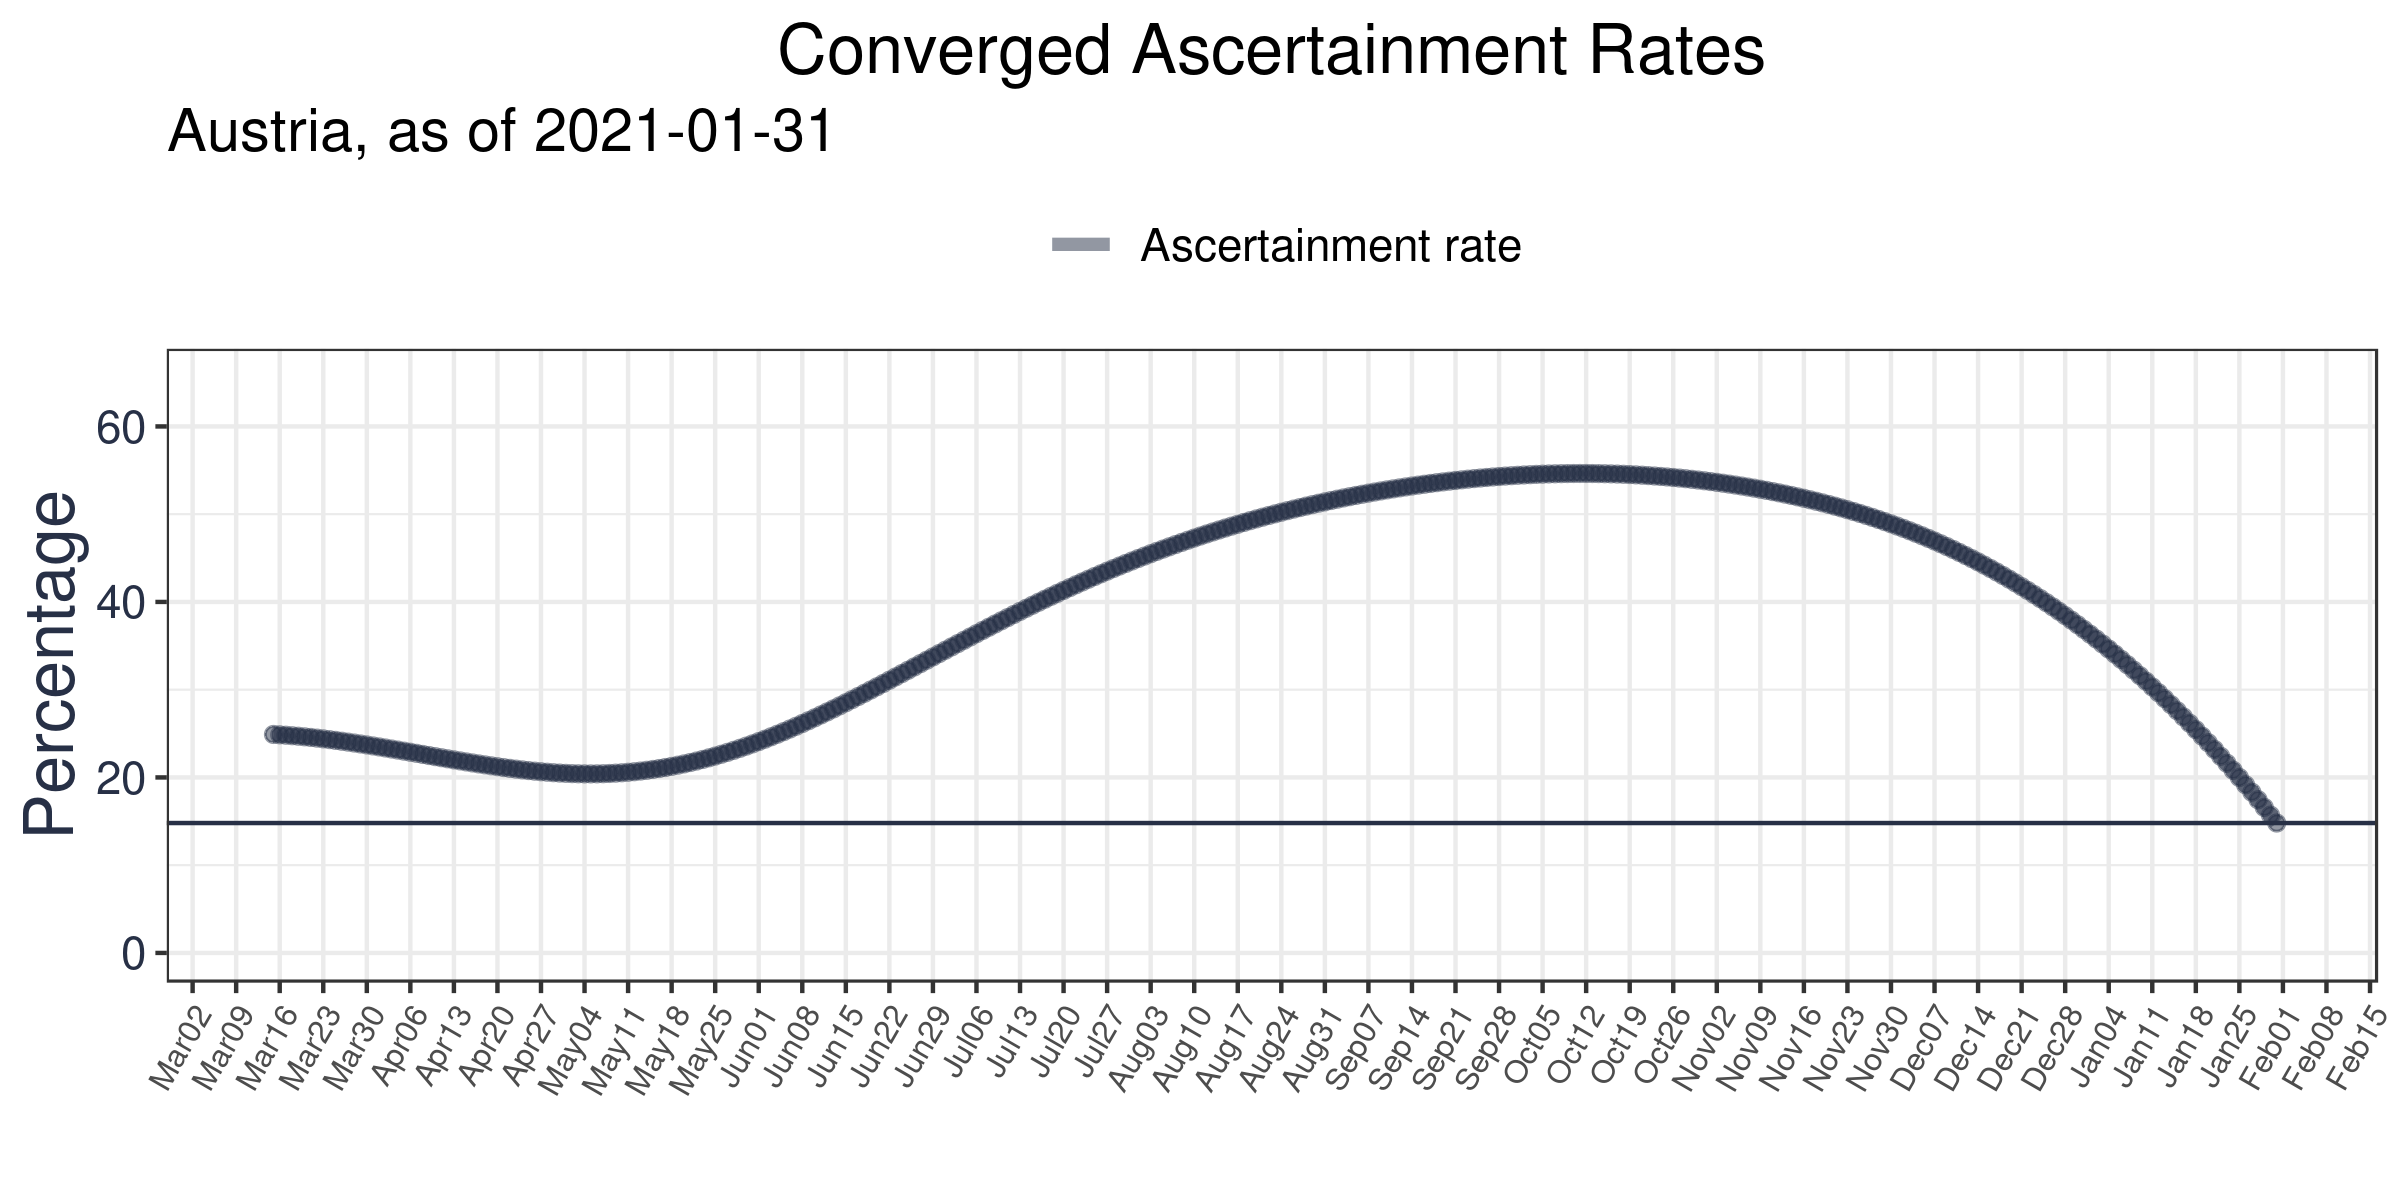 Converged Ascertainment Rates
Austria, as of 2021-01-31
Ascertainment rate
Percentage
60
40
20
0
Mar02 Mar09 Mar16 Mar23 Mar30 Apr06 Apr13 Apr20 Apr27 May04 May11 May18 May25 Jun01 Jun08 Jun15 Jun22 Jun29 Jul06 Jul13 Jul20 Jul27 Aug03 Aug10 Aug17 Aug24 Aug31 Sep07 Sep14 Sep21 Sep28 Oct05 Oct12 Oct19 Oct26 Nov02 Nov09 Nov16 Nov23 Nov30 Dec07 Dec14 Dec21 Dec28 Jan04 Jan11 Jan18 Jan25 Feb01 Feb08 Feb15